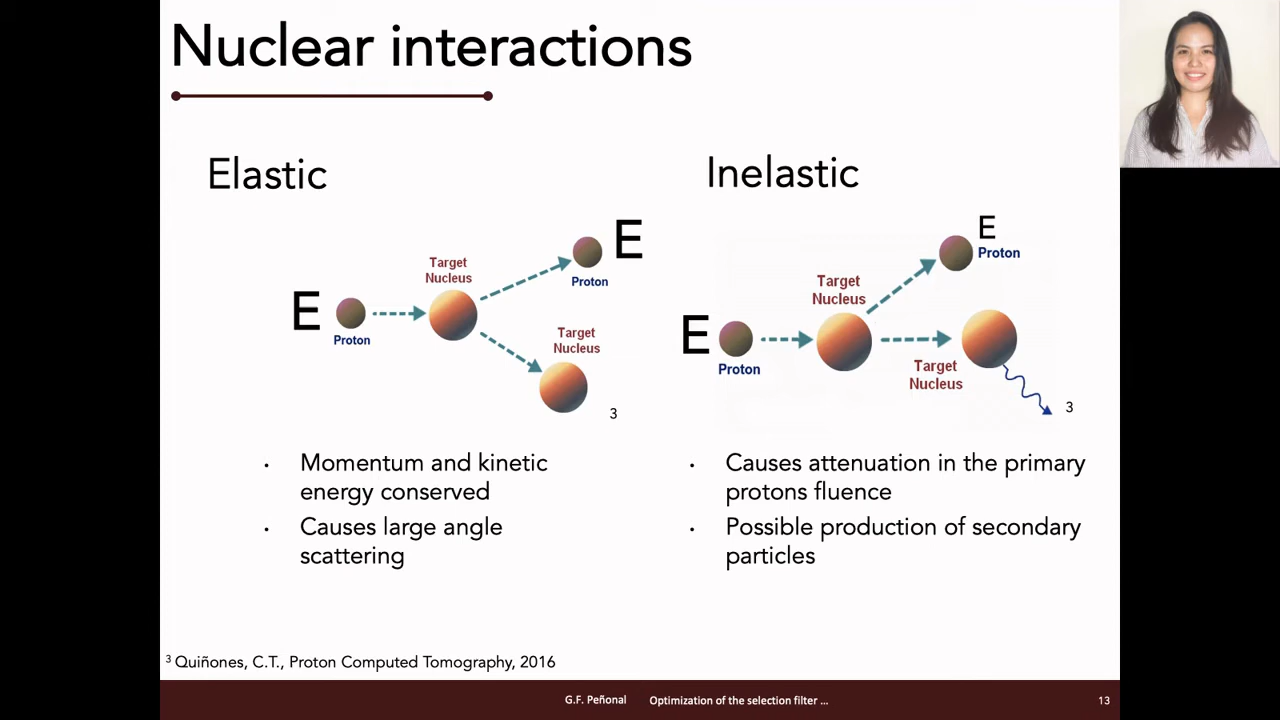 Nuclear interactions
Elastic
E
Proton
Target
Nucleus
E
Proton
Target
Nucleus
3
• Momentum and kinetic
energy conserved
• Causes large angle
scattering
Inelastic
E
Proton
Target
Nucleus
E
Proton
Target
Nucleus
3
• Causes attenuation in the primary
protons fluence
• Possible production of secondary
particles
3 Quiñones, C.T., Proton Computed Tomography, 2016
G.F. Peñonal Optimization of the selection filter ... 13